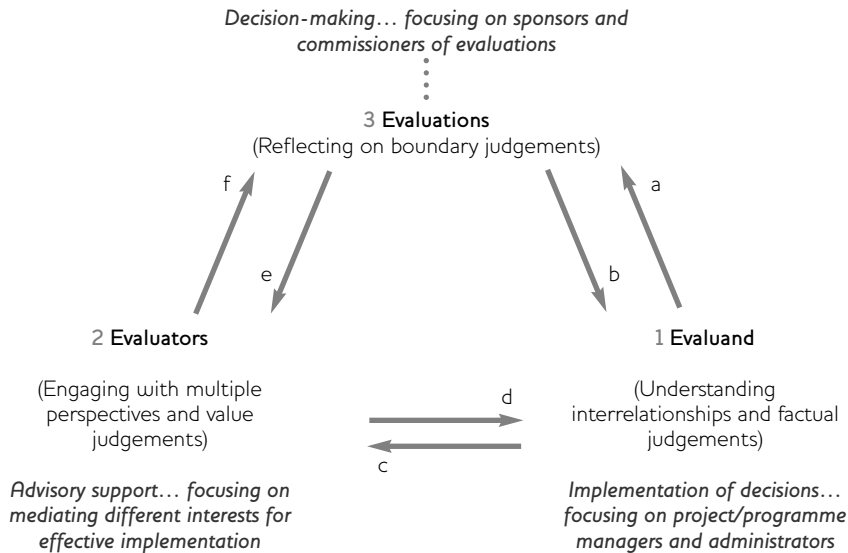 Decision-making… focusing on sponsors and
commissioners of evaluations
3 Evaluations
(Reflecting on boundary judgements)
f
a
e
b
2 Evaluators
1 Evaluand
(Engaging with multiple
perspectives and value
judgements)
(Understanding
interrelationships and factual
judgements)
d
c
Advisory support… focusing on
mediating different interests for
effective implementation
Implementation of decisions…
focusing on project/programme
managers and administrators